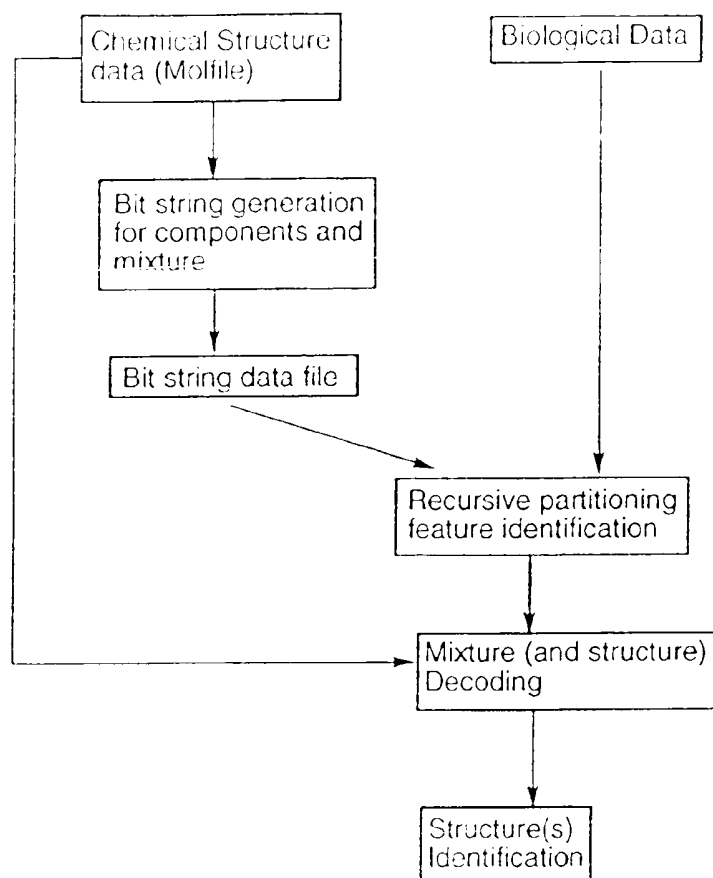 Chemical Structure
data (Molfile)
Biological Data
Bit string generation
for components and
mixture
Bit string data file
Recursive partitioning
feature identification
Mixture (and structure)
Decoding
Structure(s)
Identification